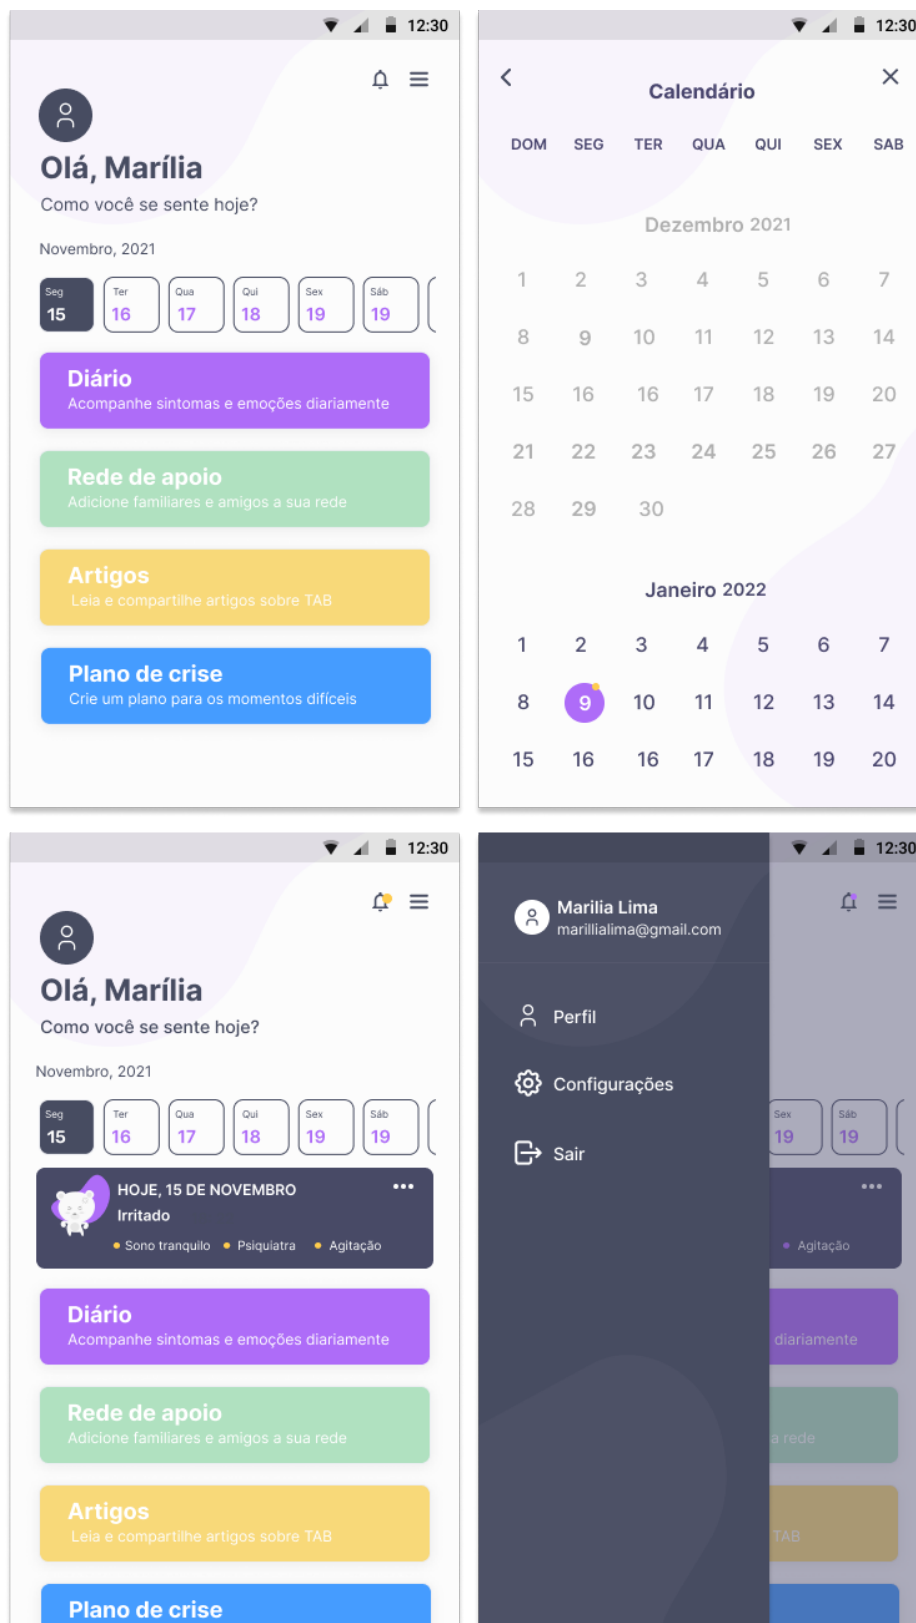 12:30
Olá, Marília
Como você se sente hoje?
Novembro, 2021
Seg Ter Qua Qui Sex Sáb
15 16 17 18 19 19
Diário
Acompanhe sintomas e emoções diariamente
Rede de apoio
Adicione familiares e amigos a sua rede
Artigos
Leia e compartilhe artigos sobre TAB
Plano de crise
Crie um plano para os momentos difíceis
12:30
Calendário
DOM SEG TER QUA QUI SEX SAB
Dezembro 2021
1 2 3 4 5 6 7
8 9 10 11 12 13 14
15 16 16 17 18 19 20
21 22 23 24 25 26 27
28 29 30
Janeiro 2022
1 2 3 4 5 6 7
8 9 10 11 12 13 14
15 16 16 17 18 19 20
12:30
Olá, Marília
Como você se sente hoje?
Novembro, 2021
Seg Ter Qua Qui Sex Sáb
15 16 17 18 19 19
HOJE, 15 DE NOVEMBRO
Irritado
Sono tranquilo Psiquiatra Agitação
Diário
Acompanhe sintomas e emoções diariamente
Rede de apoio
Adicione familiares e amigos a sua rede
Artigos
Leia e compartilhe artigos sobre TAB
Plano de crise
12:30
Marilia Lima
marillialima@gmail.com
Perfil
Configurações
Sair
Sex Sáb
19 19
Agitação
diariamente
a rede
TAB